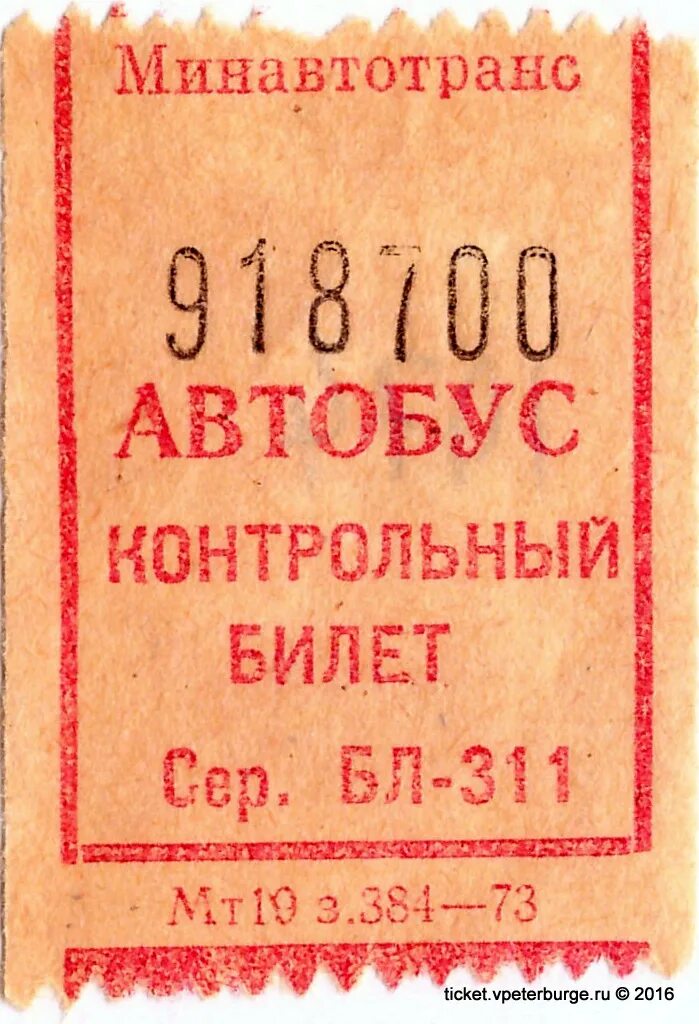 Минавтотранс
918700
АВТОБУС
КОНТРОЛЬНЫЙ
БИЛЕТ
Сер. БЛ-311
Мт19 з.384—73
ticket.vpeterburge.ru © 2016